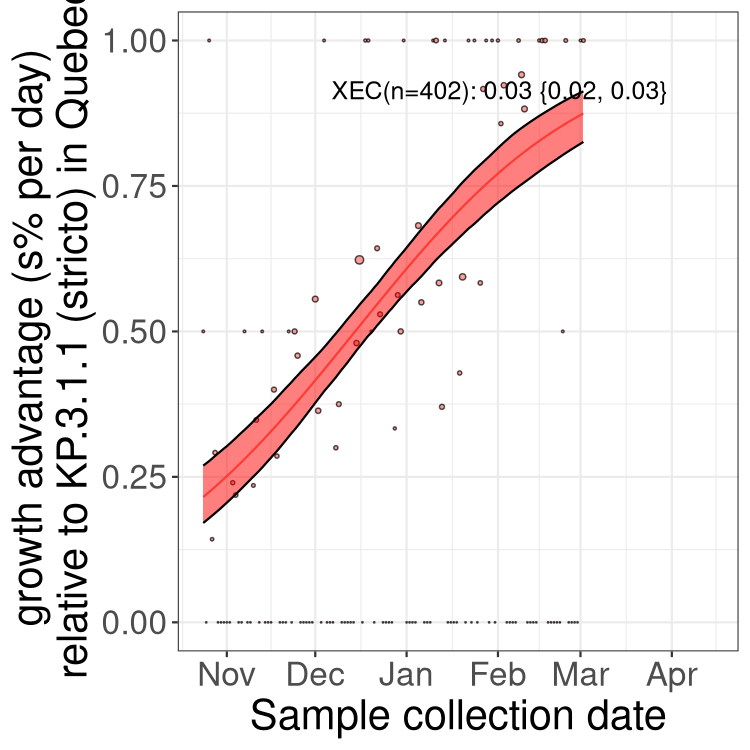 growth advantage (s% per day)
relative to KP.3.1.1 (stricto) in Quebec
1.00
0.75
0.50
0.25
0.00
XEC(n=402): 0.03 {0.02, 0.03}
Nov Dec Jan Feb Mar Apr
Sample collection date